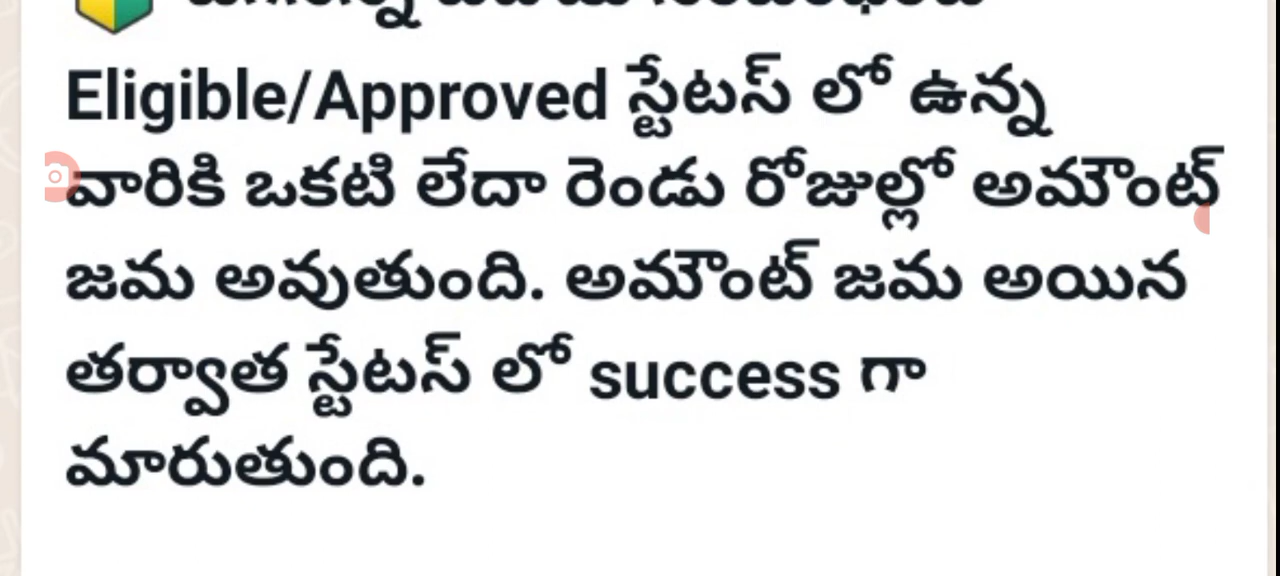 Eligible/Approved స్టేటస్ లో ఉన్న
వారికి ఒకటి లేదా రెండు రోజుల్లో అమౌంట్
జమ అవుతుంది. అమౌంట్ జమ అయిన
తర్వాత స్టేటస్ లో success గా
మారుతుంది.